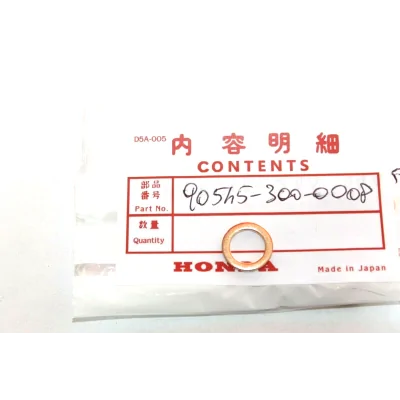 D5A-005
内容明細
CONTENTS
部品
番号
Part No.
90545-300-000B
数量
Quantity
HONDA
Made in Japan